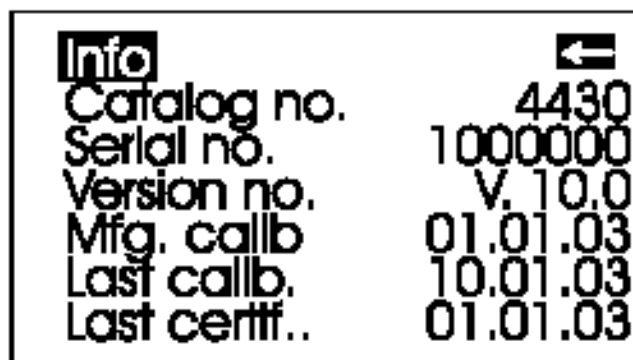 Info
Catalog no. 4430
Serial no. 1000000
Version no. V. 10.0
Mfg. calib 01.01.03
Last calib. 10.01.03
Last certif.. 01.01.03